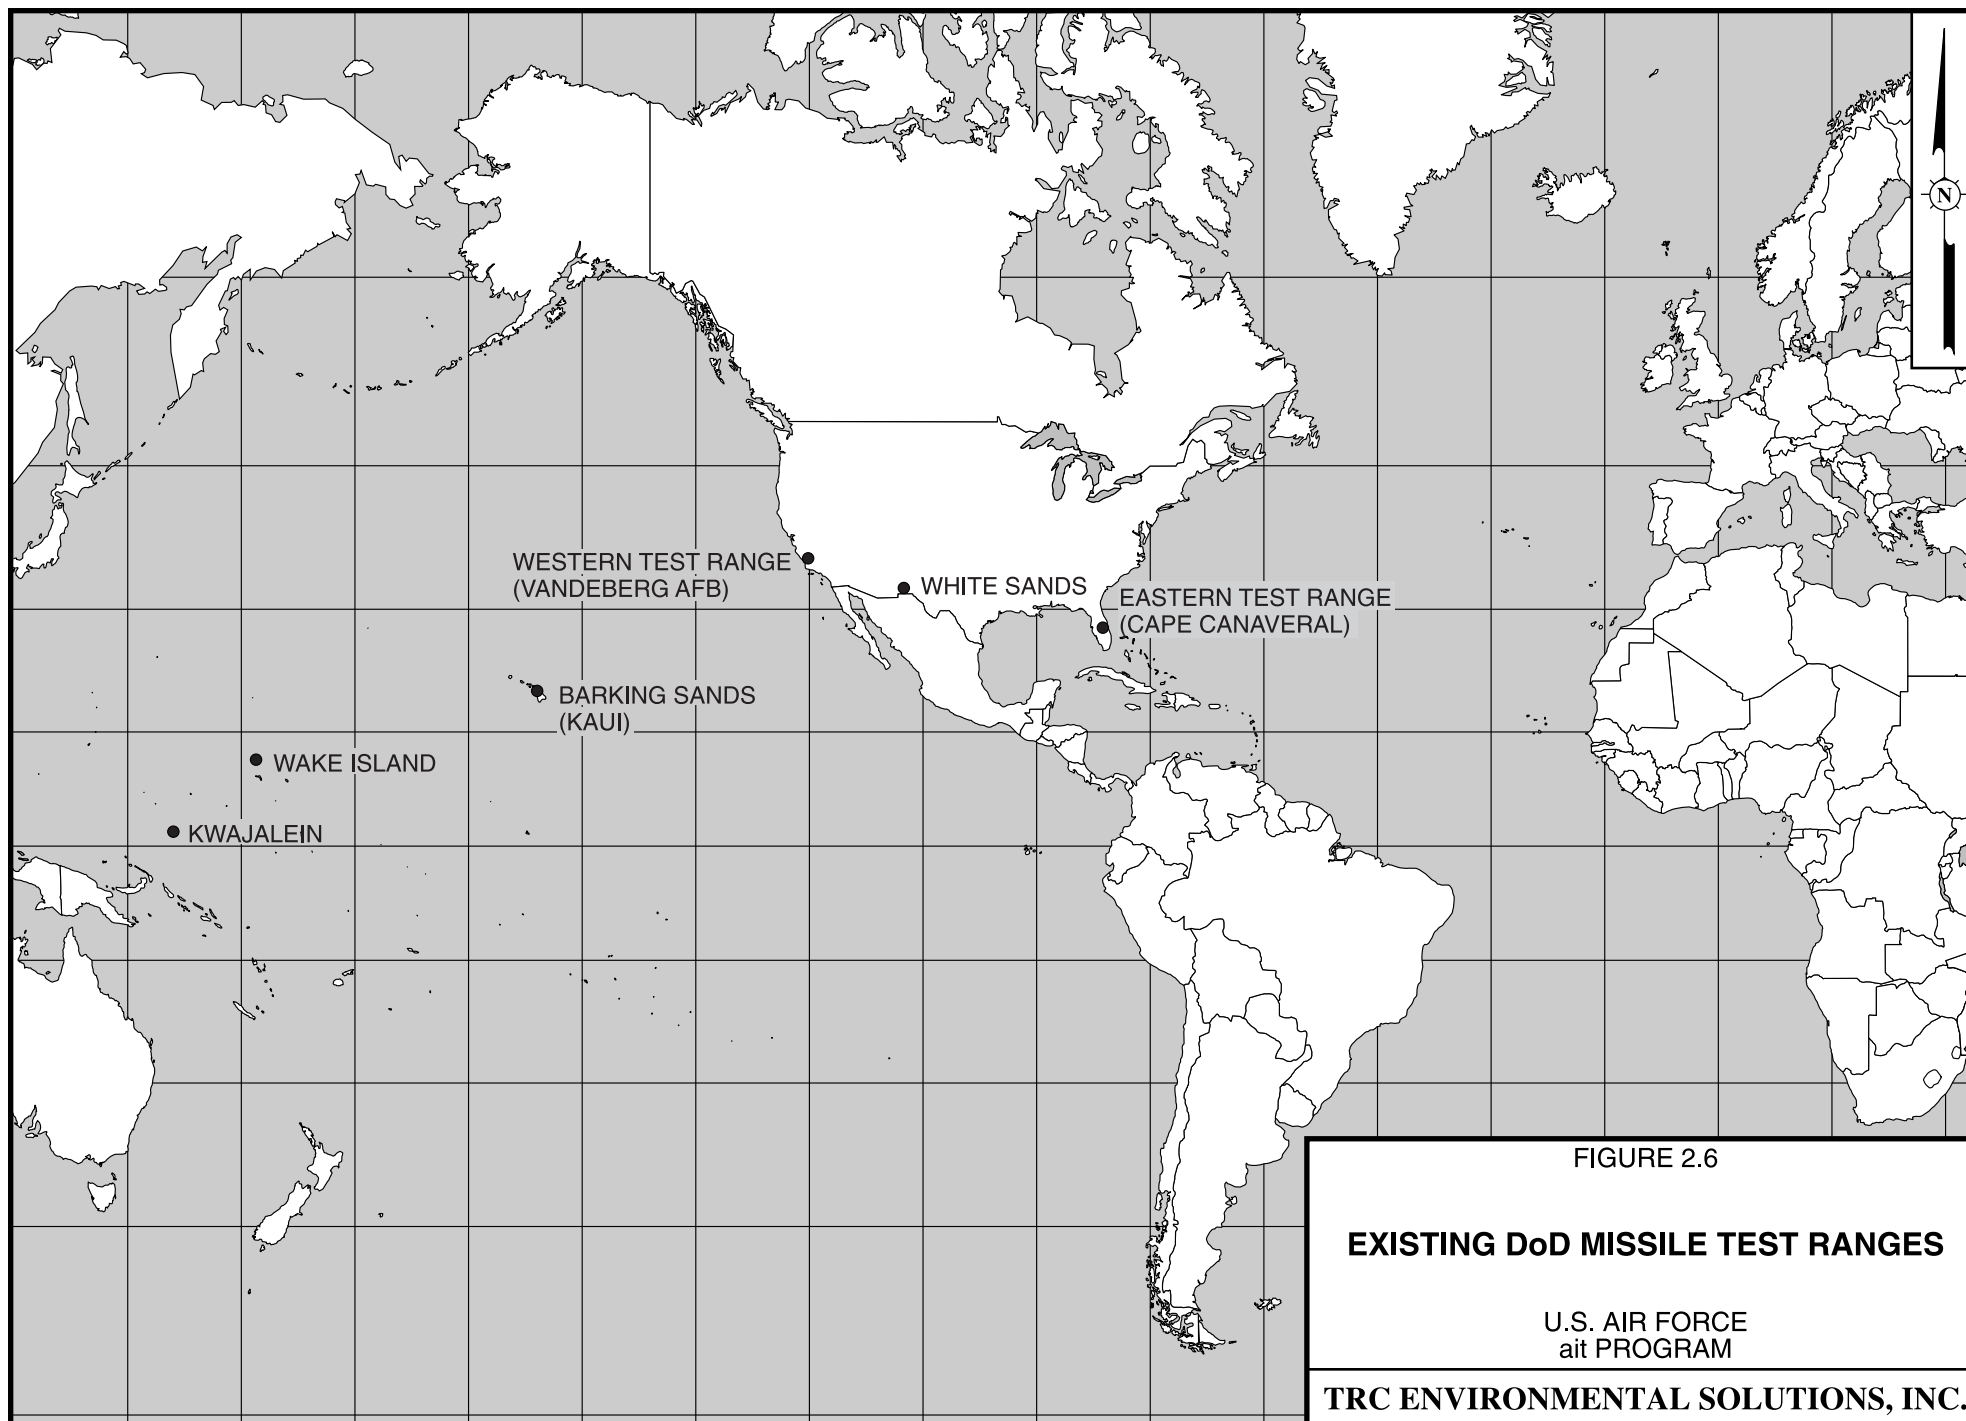 N
WESTERN TEST RANGE
(VANDEBERG AFB)
WHITE SANDS
EASTERN TEST RANGE
(CAPE CANAVERAL)
BARKING SANDS
(KAUI)
WAKE ISLAND
KWAJALEIN
FIGURE 2.6
EXISTING DoD MISSILE TEST RANGES
U.S. AIR FORCE
ait PROGRAM
TRC ENVIRONMENTAL SOLUTIONS, INC.